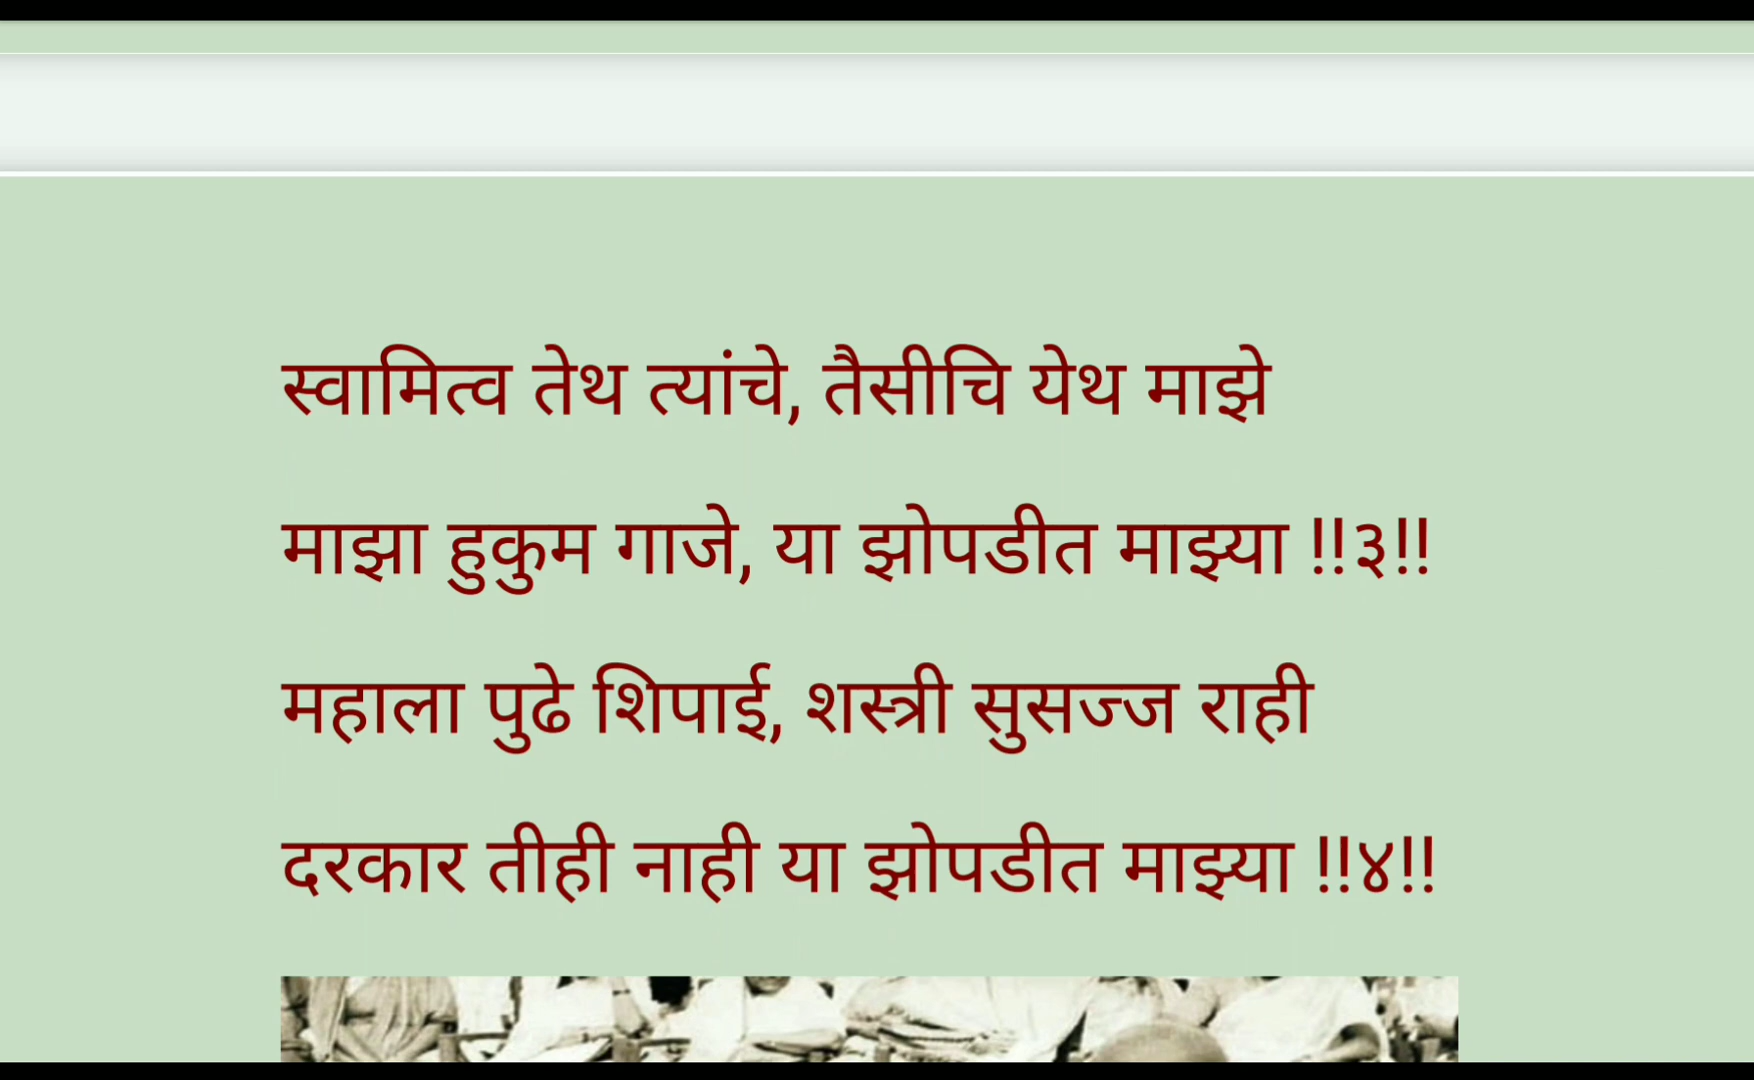 स्वामित्व तेथ त्यांचे, तैसीचि येथ माझे
माझा हुकुम गाजे, या झोपडीत माझ्या !!३!!
महाला पुढे शिपाई, शस्त्री सुसज्ज राही
दरकार तीही नाही या झोपडीत माझ्या !!४!!